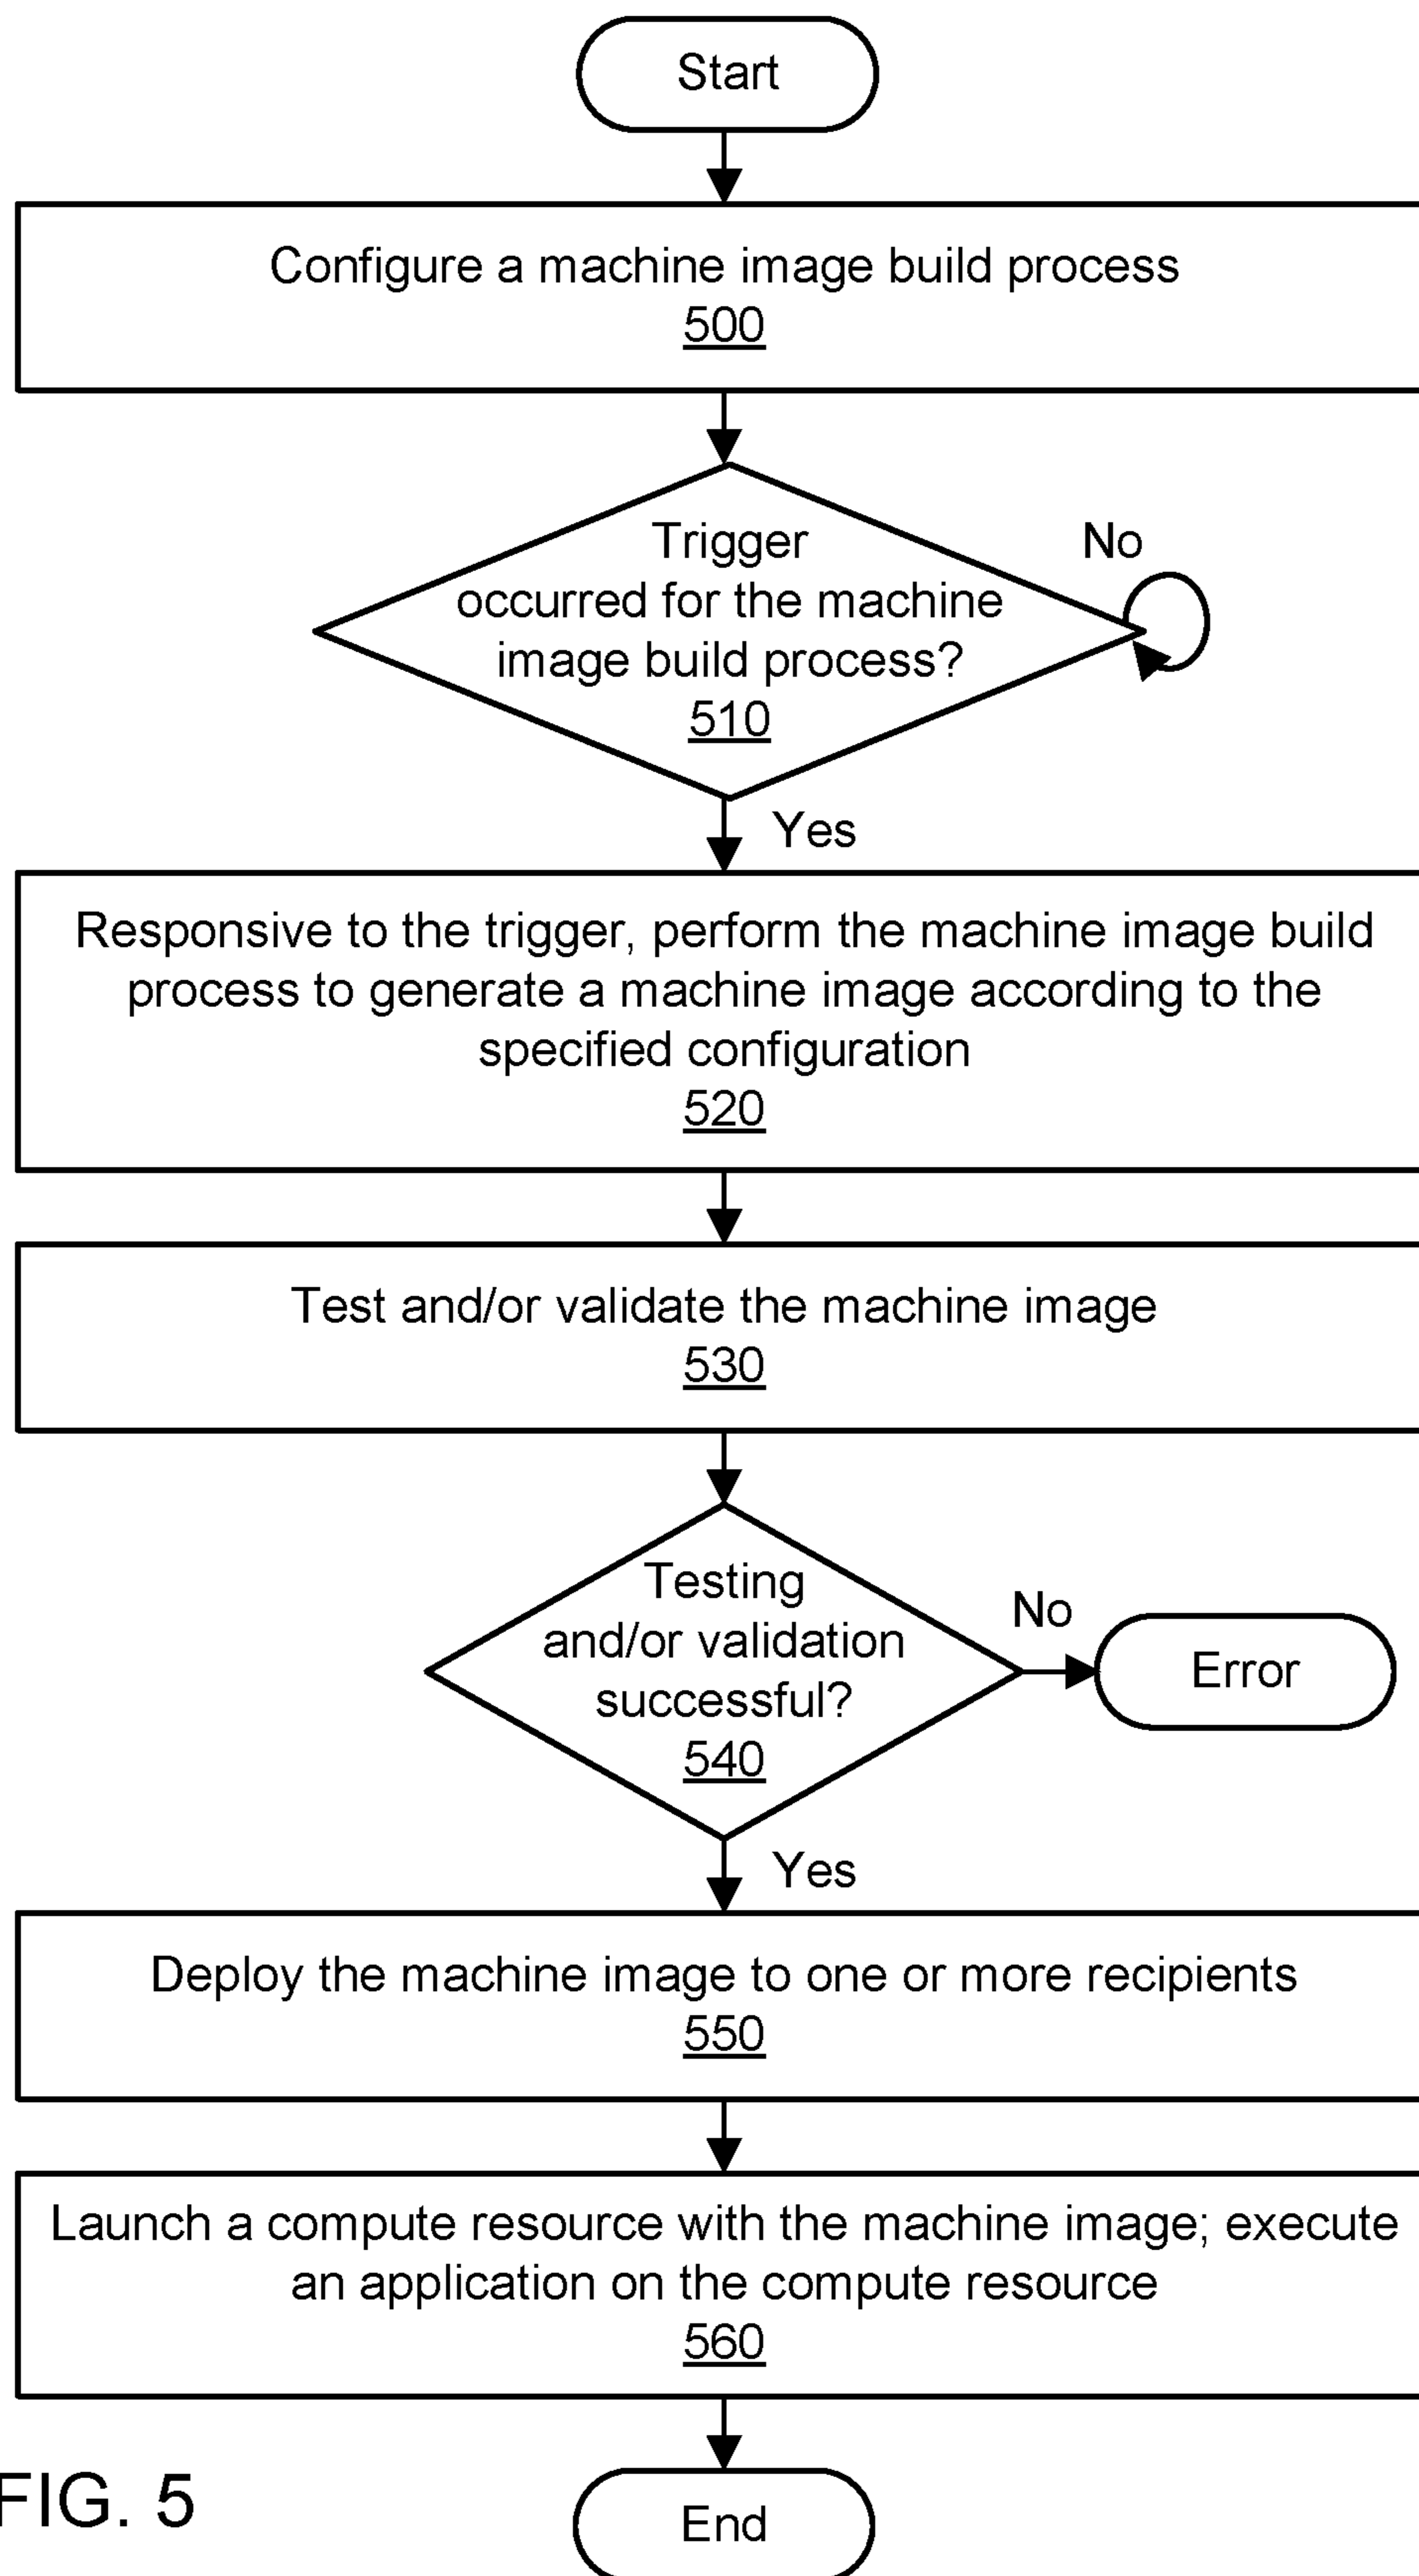 Start
Configure a machine image build process
500
Trigger
occurred for the machine
image build process?
510
No
Yes
Responsive to the trigger, perform the machine image build
process to generate a machine image according to the
specified configuration
520
Test and/or validate the machine image
530
Testing
and/or validation
successful?
540
No
Error
Yes
Deploy the machine image to one or more recipients
550
Launch a compute resource with the machine image; execute
an application on the compute resource
560
End
FIG. 5